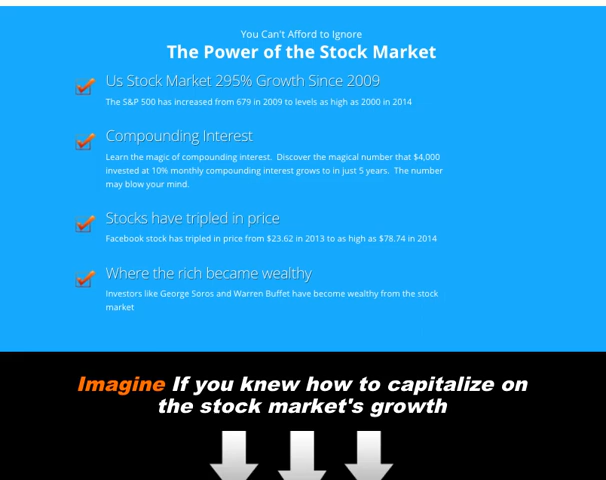 You Can't Afford to Ignore
The Power of the Stock Market
Us Stock Market 295% Growth Since 2009
The S&P 500 has increased from 679 in 2009 to levels as high as 2000 in 2014
Compounding Interest
Learn the magic of compounding interest.  Discover the magical number that $4,000
invested at 10% monthly compounding interest grows to in just 5 years.  The number
may blow your mind.
Stocks have tripled in price
Facebook stock has tripled in price from $23.62 in 2013 to as high as $78.74 in 2014
Where the rich became wealthy
Investors like George Soros and Warren Buffet have become wealthy from the stock
market
Imagine If you knew how to capitalize on
the stock market's growth